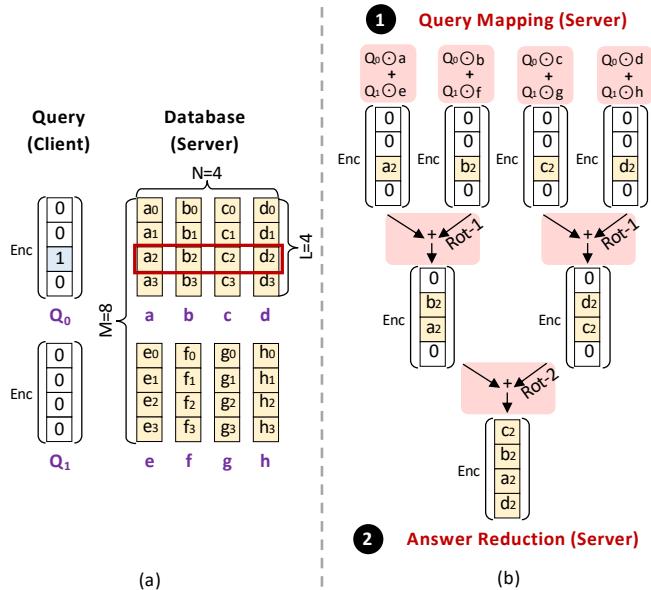 Query
(Client)
Database
(Server)
N=4
Enc
0
0
1
0
Q₀
a₀ b₀ c₀ d₀
a₁ b₁ c₁ d₁
a₂ b₂ c₂ d₂
a₃ b₃ c₃ d₃
L=4
a b c d
M=8
Enc
0
0
0
0
Q₁
e₀ f₀ g₀ h₀
e₁ f₁ g₁ h₁
e₂ f₂ g₂ h₂
e₃ f₃ g₃ h₃
e f g h
(a)
1 Query Mapping (Server)
Q₀⊙a Q₀⊙b Q₀⊙c Q₀⊙d
+ + + +
Q₁⊙e Q₁⊙f Q₁⊙g Q₁⊙h
0 0 0 0
0 0 0 0
Enc a₂ Enc b₂ Enc c₂ Enc d₂
0 0 0 0
+ Rot-1 + Rot-1
0 0
b₂ d₂
Enc a₂ Enc c₂
0 0
+ Rot-2
c₂
b₂
Enc a₂
d₂
2 Answer Reduction (Server)
(b)